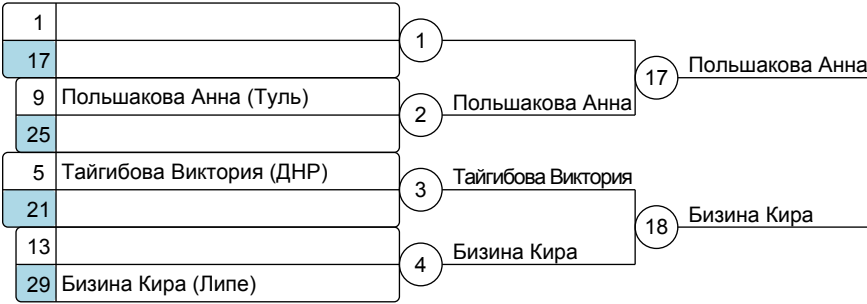 1
17
1
17
Польшакова Анна
9 Польшакова Анна (Туль)
25
2
Польшакова Анна
5 Тайгибова Виктория (ДНР)
21
3
Тайгибова Виктория
18
Бизина Кира
13
29 Бизина Кира (Липе)
4
Бизина Кира